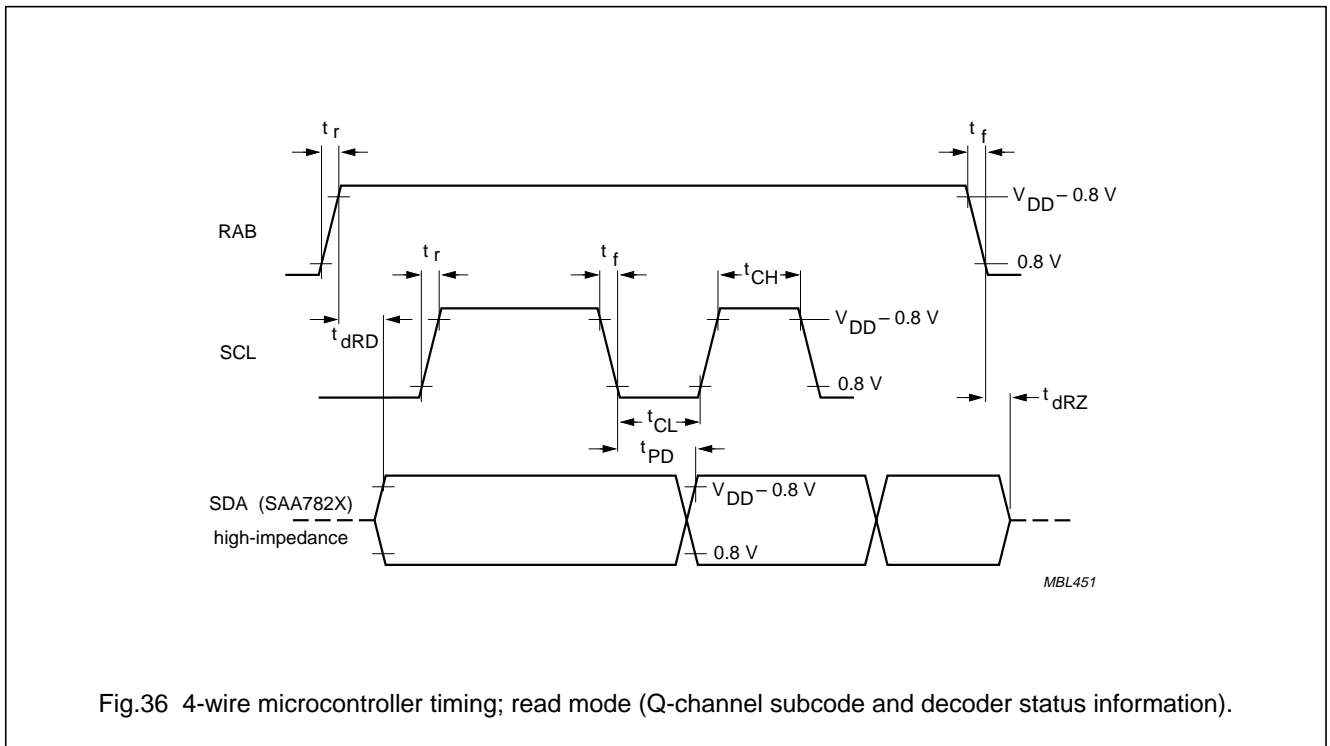 t r
t f
V DD – 0.8 V
RAB
0.8 V
t r
t f
t CH
V DD – 0.8 V
t dRD
SCL
0.8 V
t dRZ
t CL
t PD
V DD – 0.8 V
SDA (SAA782X)
high-impedance
0.8 V
MBL451
Fig.36 4-wire microcontroller timing; read mode (Q-channel subcode and decoder status information).